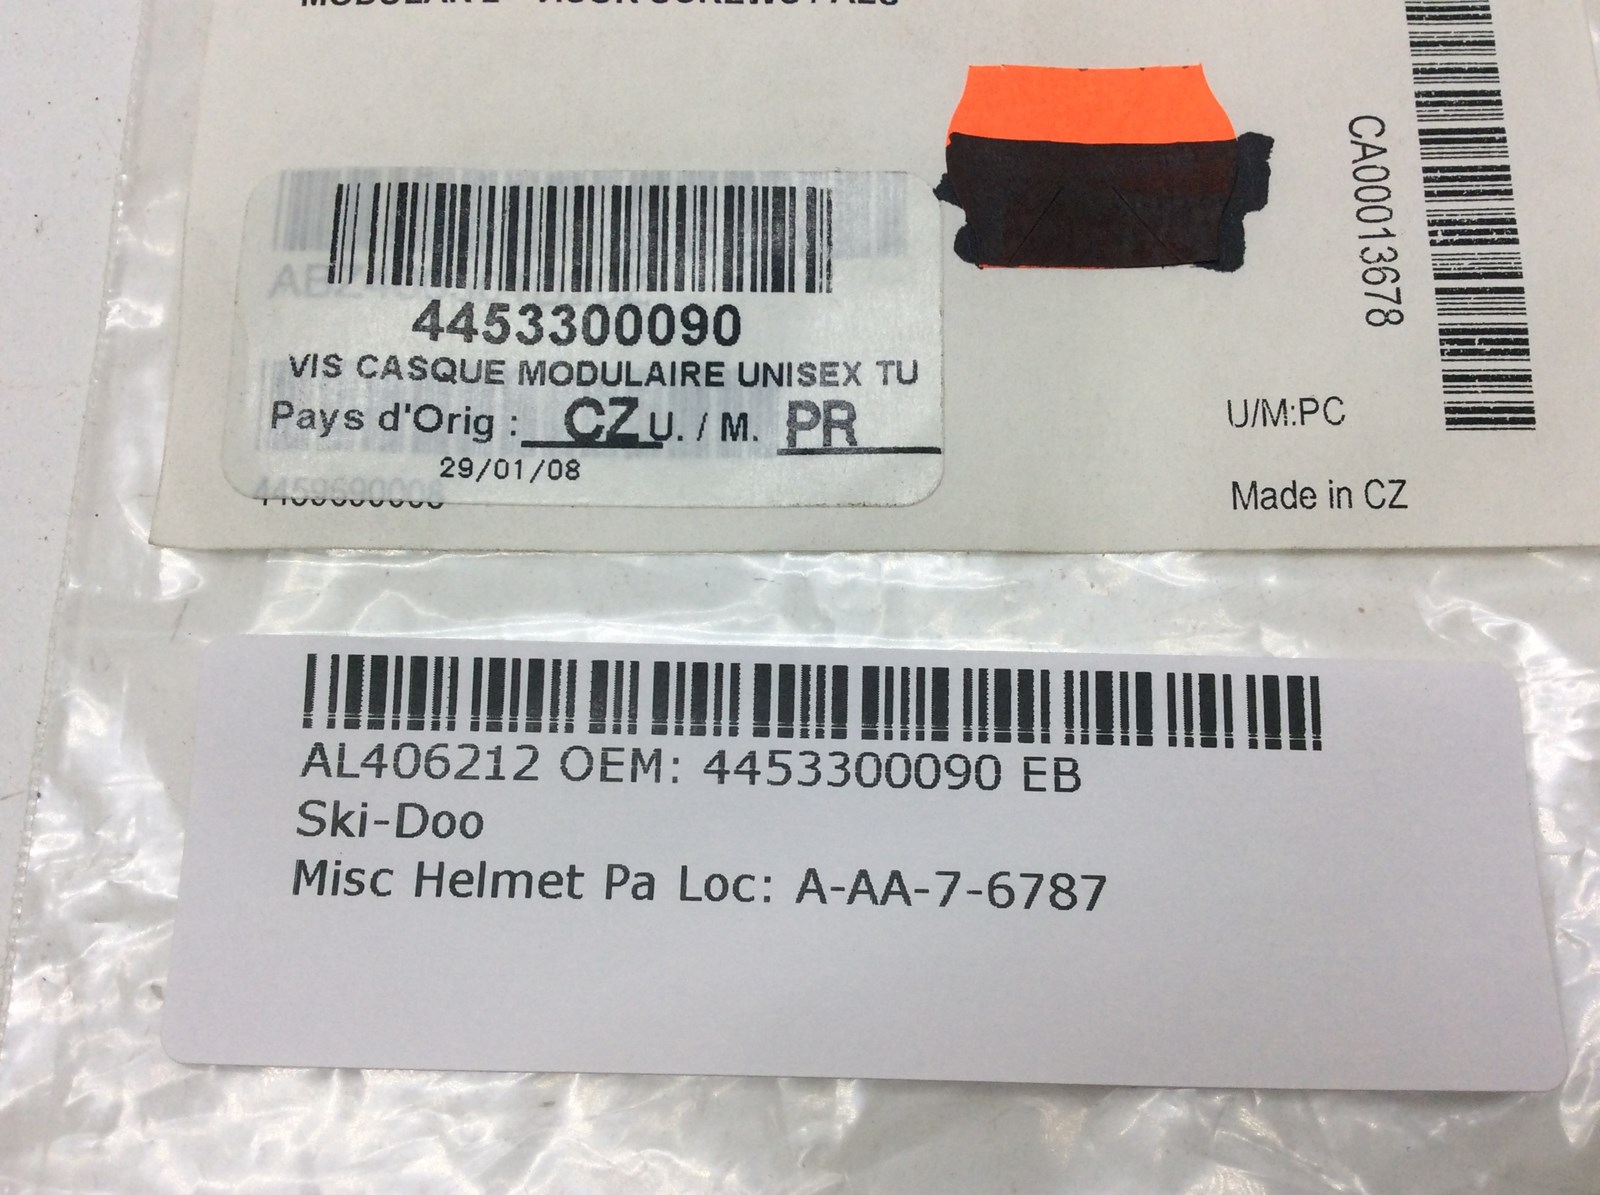 4453300090
VIS CASQUE MODULAIRE UNISEX TU
Pays d'Orig : CZ U. / M. PR
29/01/08
CA00013678
U/M:PC
Made in CZ
AL406212 OEM: 4453300090 EB
Ski-Doo
Misc Helmet Pa Loc: A-AA-7-6787